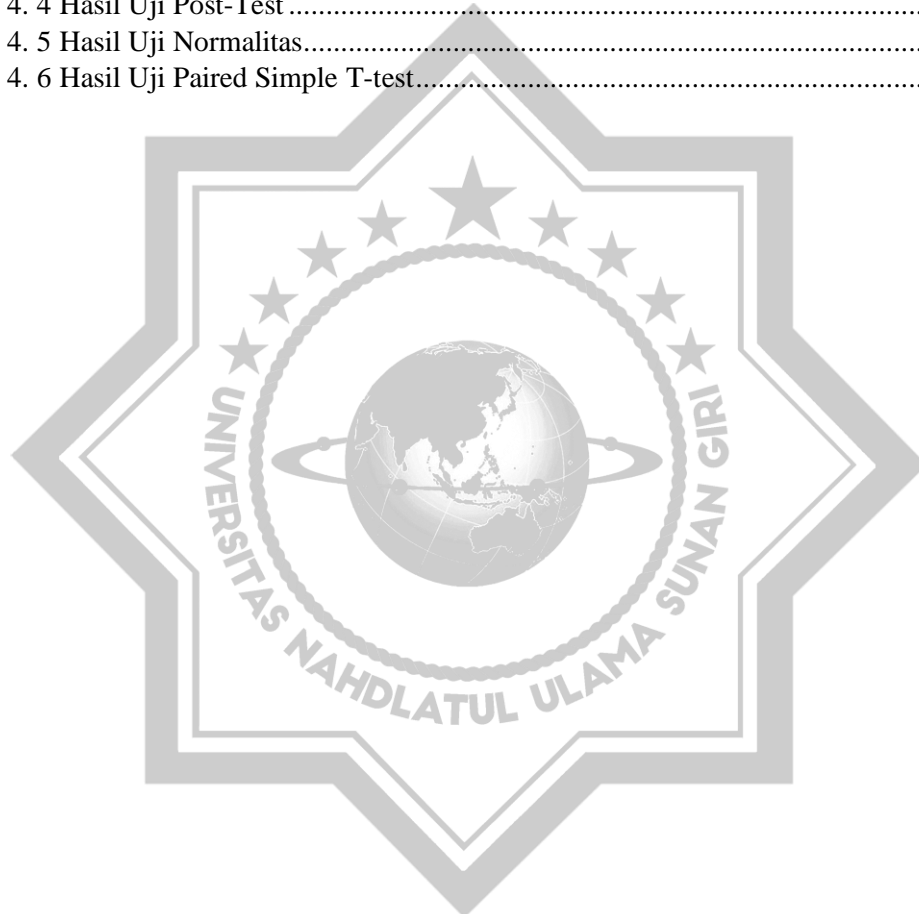 4. 4 Hasil Uji Post-Test ................................................................................................
4. 5 Hasil Uji Normalitas..............................................................................................
4. 6 Hasil Uji Paired Simple T-test...............................................................................
UNIVERSITAS NAHDLATUL ULAMA SUNAN GIRI